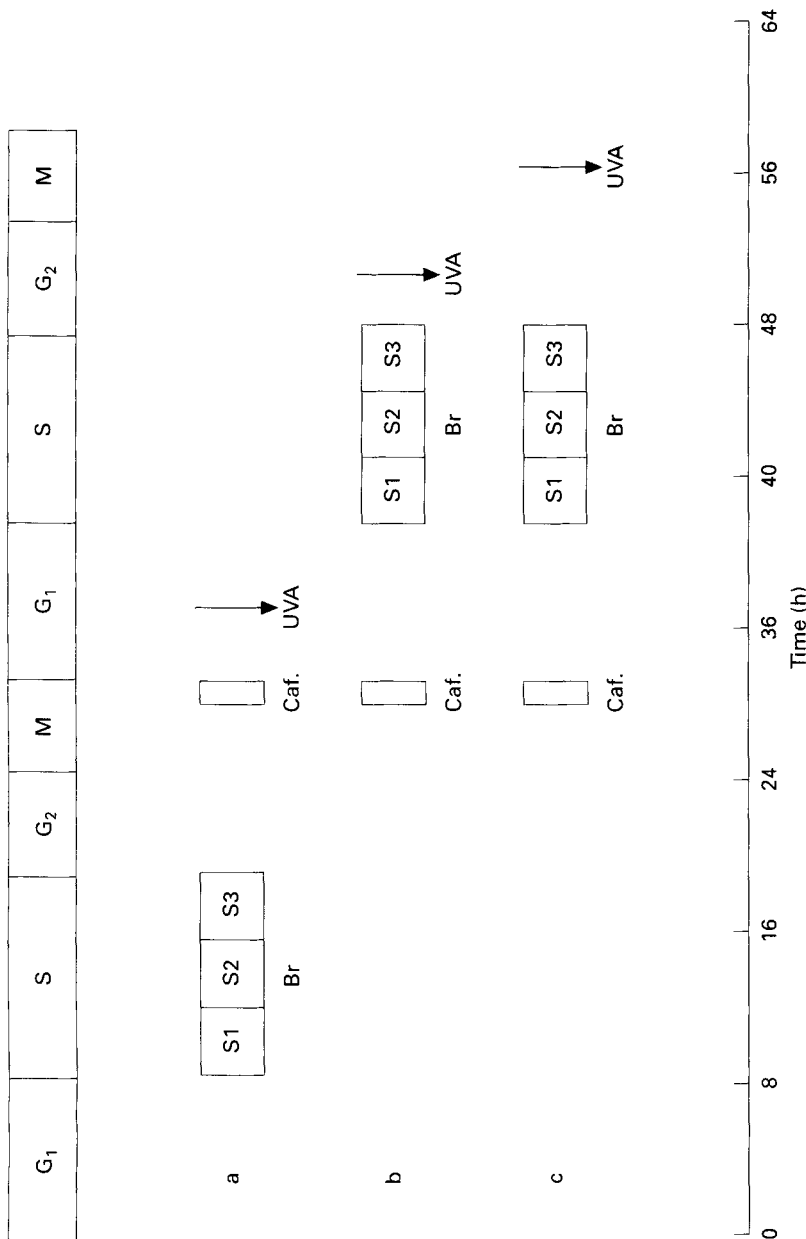 G₁ S G₂ M G₁ S G₂ M
a S1 S2 S3
Br Caf. UVA
b S1 S2 S3
Caf. Br UVA
c S1 S2 S3
Caf. Br UVA
0 8 16 24 36 40 48 56 64
Time (h)